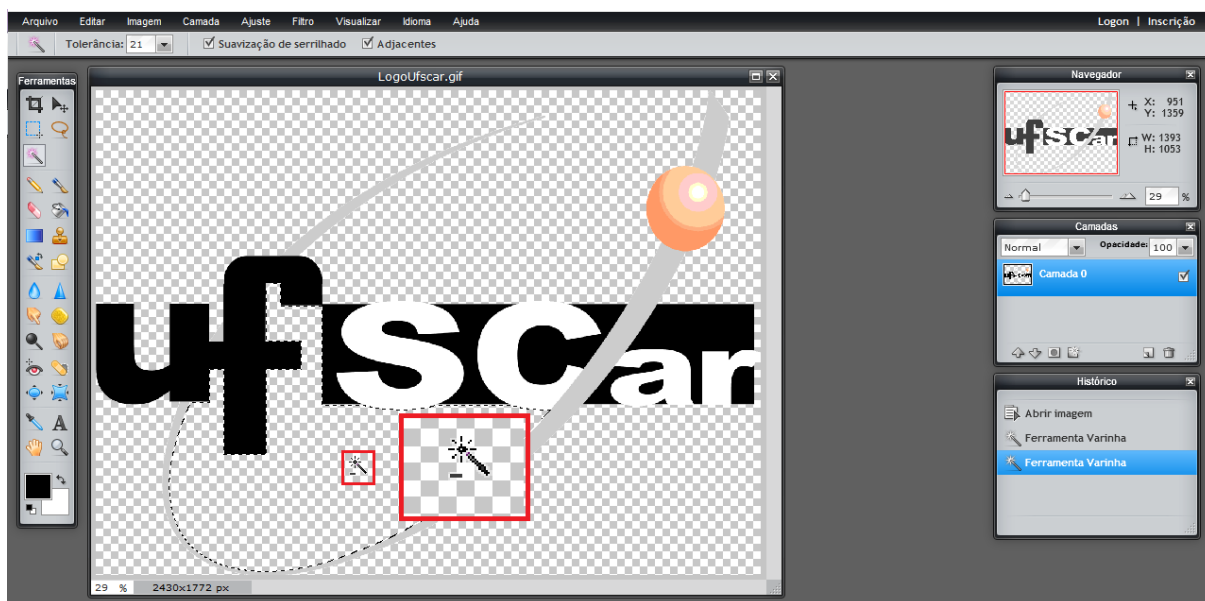 Arquivo Editar Imagem Camada Ajuste Filtro Visualizar Idioma Ajuda Logon | Inscrição
Tolerância: 21 Suavização de serrilhado Adjacentes
Ferramentas
LogoUfscar.gif
ufSCar
29 % 2430x1772 px
Navegador
X: 951
Y: 1359
ufSCar
W: 1393
H: 1053
29 %
Camadas
Normal Opacidade: 100
Camada 0
Histórico
Abrir imagem
Ferramenta Varinha
Ferramenta Varinha